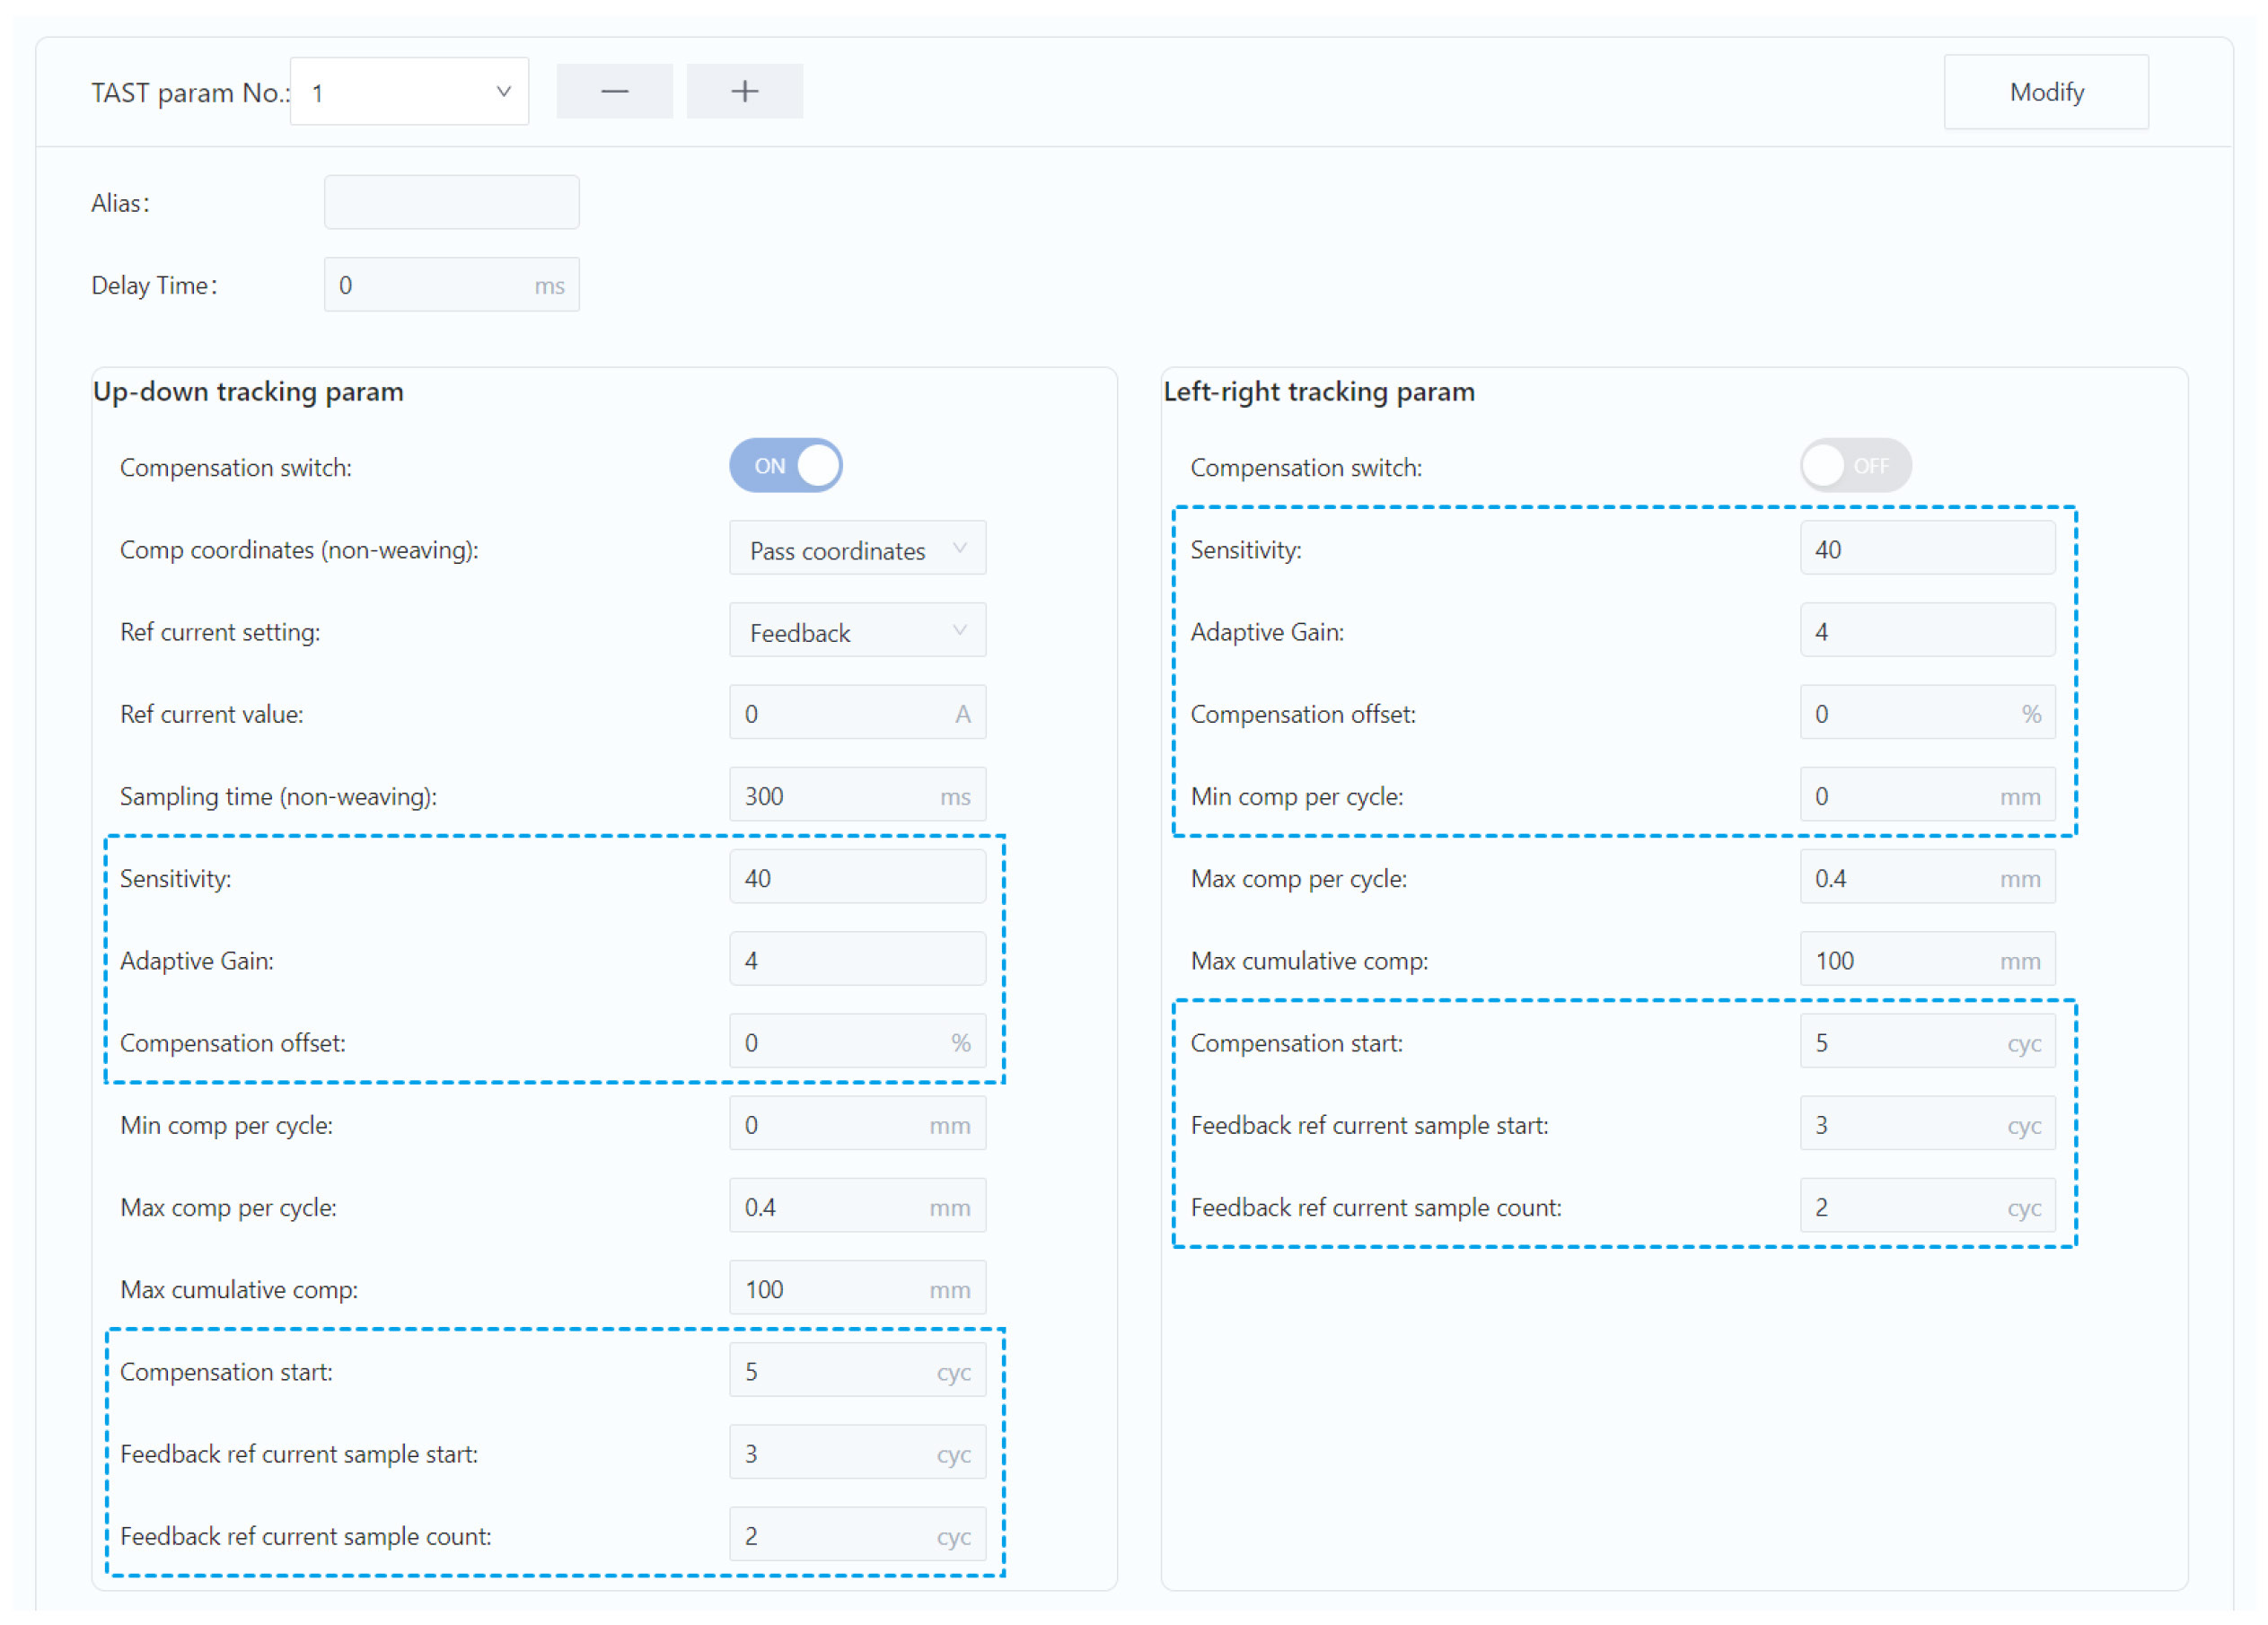 TAST param No.: 1 Modify
Alias:
Delay Time: 0 ms
Up-down tracking param
Compensation switch: ON
Comp coordinates (non-weaving): Pass coordinates
Ref current setting: Feedback
Ref current value: 0 A
Sampling time (non-weaving): 300 ms
Sensitivity: 40
Adaptive Gain: 4
Compensation offset: 0 %
Min comp per cycle: 0 mm
Max comp per cycle: 0.4 mm
Max cumulative comp: 100 mm
Compensation start: 5 cyc
Feedback ref current sample start: 3 cyc
Feedback ref current sample count: 2 cyc
Left-right tracking param
Compensation switch: OFF
Sensitivity: 40
Adaptive Gain: 4
Compensation offset: 0 %
Min comp per cycle: 0 mm
Max comp per cycle: 0.4 mm
Max cumulative comp: 100 mm
Compensation start: 5 cyc
Feedback ref current sample start: 3 cyc
Feedback ref current sample count: 2 cyc